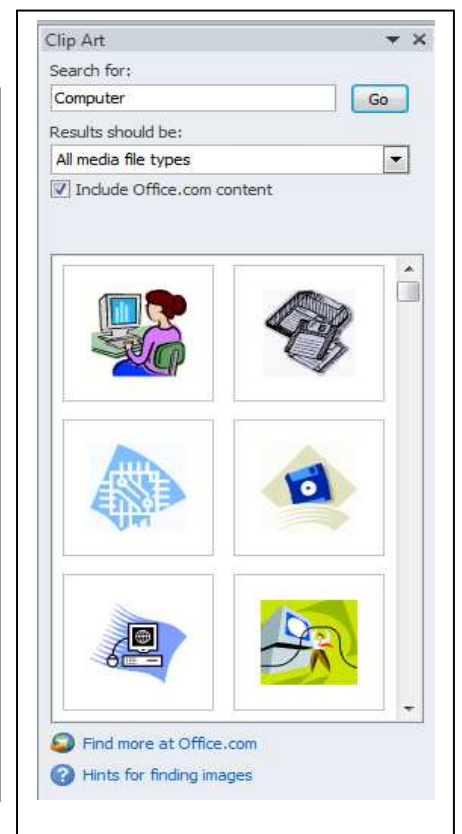 Clip Art
Search for:
Computer
Go
Results should be:
All media file types
Include Office.com content
Find more at Office.com
Hints for finding images